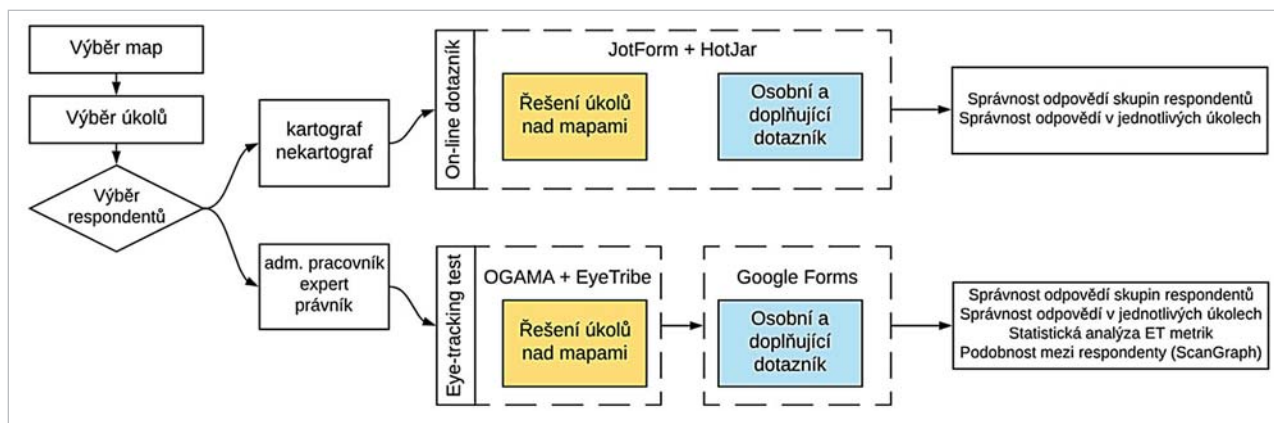 Výběr map
Výběr úkolů
Výběr
respondentů
kartograf
nekartograf
On-line dotazník
JotForm + HotJar
Řešení úkolů
nad mapami
Osobní a
doplňující
dotazník
Správnost odpovědí skupin respondentů
Správnost odpovědí v jednotlivých úkolech
adm. pracovník
expert
právník
Eye-tracking test
OGAMA + EyeTribe
Řešení úkolů
nad mapami
Google Forms
Osobní a
doplňující
dotazník
Správnost odpovědí skupin respondentů
Správnost odpovědí v jednotlivých úkolech
Statistická analýza ET metrik
Podobnost mezi respondenty (ScanGraph)